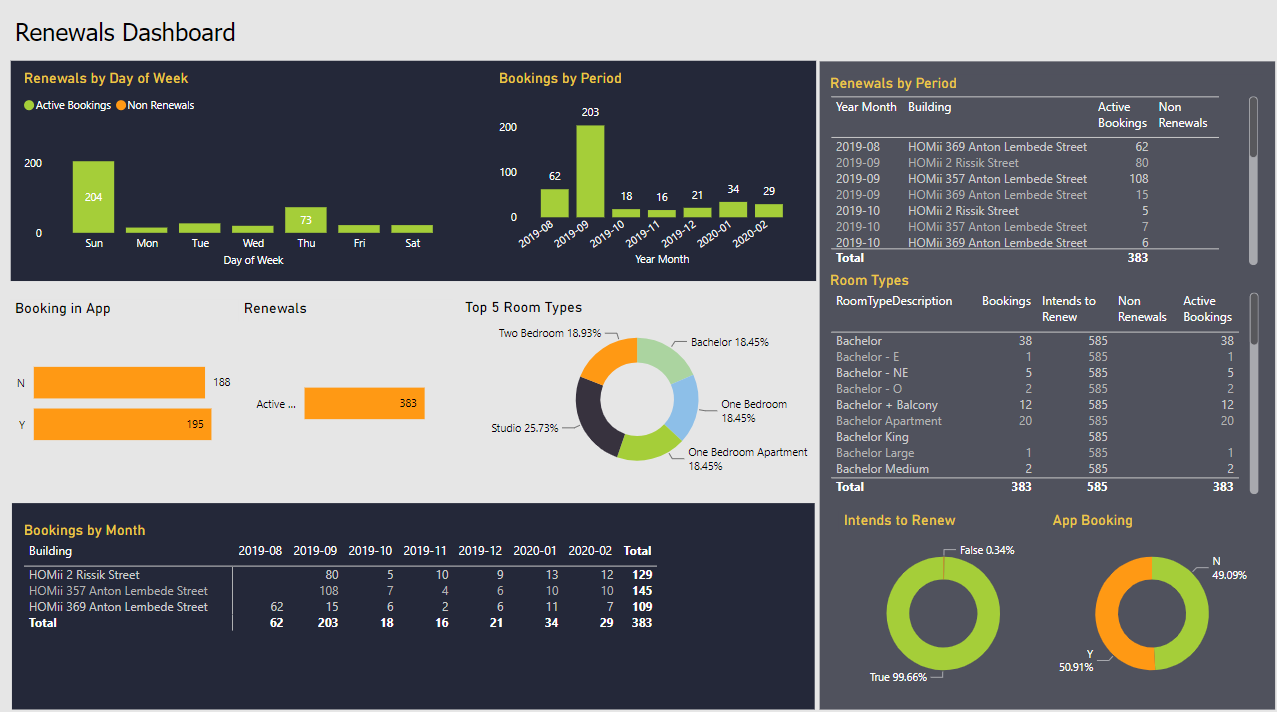 Renewals Dashboard
Renewals by Day of Week
Active Bookings Non Renewals
200
0
204
73
Sun Mon Tue Wed Thu Fri Sat
Day of Week
Bookings by Period
200
100
0
62 203 18 16 21 34 29
2019-08 2019-09 2019-10 2019-11 2019-12 2020-01 2020-02
Year Month
Renewals by Period
Year Month Building Active Bookings Non Renewals
2019-08 HOMii 369 Anton Lembede Street 62
2019-09 HOMii 2 Rissik Street 80
2019-09 HOMii 357 Anton Lembede Street 108
2019-09 HOMii 369 Anton Lembede Street 15
2019-10 HOMii 2 Rissik Street 5
2019-10 HOMii 357 Anton Lembede Street 7
2019-10 HOMii 369 Anton Lembede Street 6
Total 383
Booking in App
N 188
Y 195
Renewals
Active ... 383
Top 5 Room Types
Two Bedroom 18.93%
Bachelor 18.45%
One Bedroom
18.45%
Studio 25.73%
One Bedroom Apartment
18.45%
Room Types
RoomTypeDescription Bookings Intends to Renew Non Renewals Active Bookings
Bachelor 38 585 38
Bachelor - E 1 585 1
Bachelor - NE 5 585 5
Bachelor - O 2 585 2
Bachelor + Balcony 12 585 12
Bachelor Apartment 20 585 20
Bachelor King 585
Bachelor Large 1 585 1
Bachelor Medium 2 585 2
Total 383 585 383
Bookings by Month
Building 2019-08 2019-09 2019-10 2019-11 2019-12 2020-01 2020-02 Total
HOMii 2 Rissik Street 80 5 10 9 13 12 129
HOMii 357 Anton Lembede Street 108 7 4 6 10 10 145
HOMii 369 Anton Lembede Street 62 15 6 2 6 11 7 109
Total 62 203 18 16 21 34 29 383
Intends to Renew
False 0.34%
True 99.66%
App Booking
N
49.09%
Y
50.91%